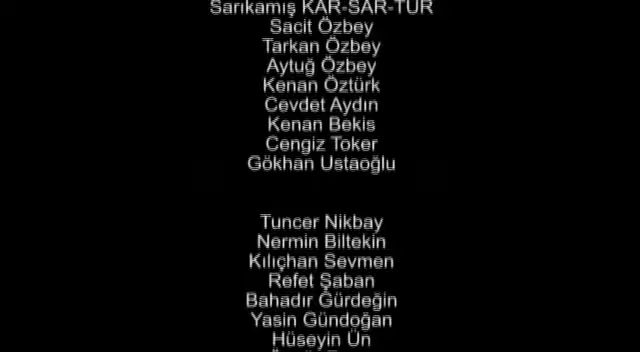 Sarıkamış KAR-SAR-TUR
Sacit Özbey
Tarkan Özbey
Aytuğ Özbey
Kenan Öztürk
Cevdet Aydın
Kenan Bekis
Cengiz Toker
Gökhan Ustaoğlu
Tuncer Nikbay
Nermin Biltekin
Kılıçhan Sevmen
Refet Şaban
Bahadır Gürdeğin
Yasin Gündoğan
Hüseyin Ün